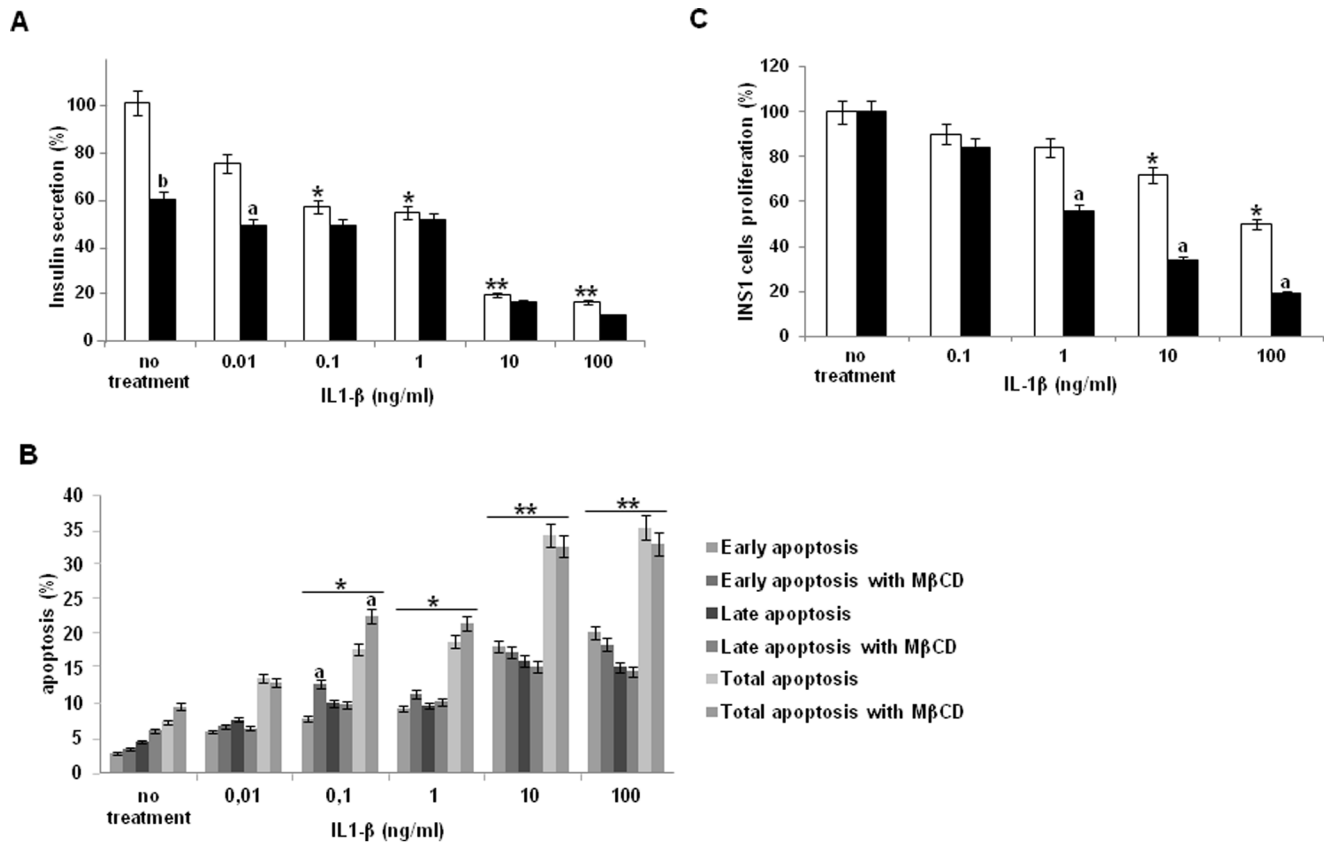 A
Insulin secretion (%)
100
80
60
40
20
0
b
a
*
*
**
**
no treatment
0.01
0.1
1
10
100
IL1-β (ng/ml)
C
INS1 cells proliferation (%)
120
100
80
60
40
20
0
a
*
a
*
a
no treatment
0.1
1
10
100
IL-1β (ng/ml)
B
apoptosis (%)
40
35
30
25
20
15
10
5
0
*
a
a
*
**
**
no treatment
0,01
0,1
1
10
100
IL1-β (ng/ml)
Early apoptosis
Early apoptosis with MβCD
Late apoptosis
Late apoptosis with MβCD
Total apoptosis
Total apoptosis with MβCD